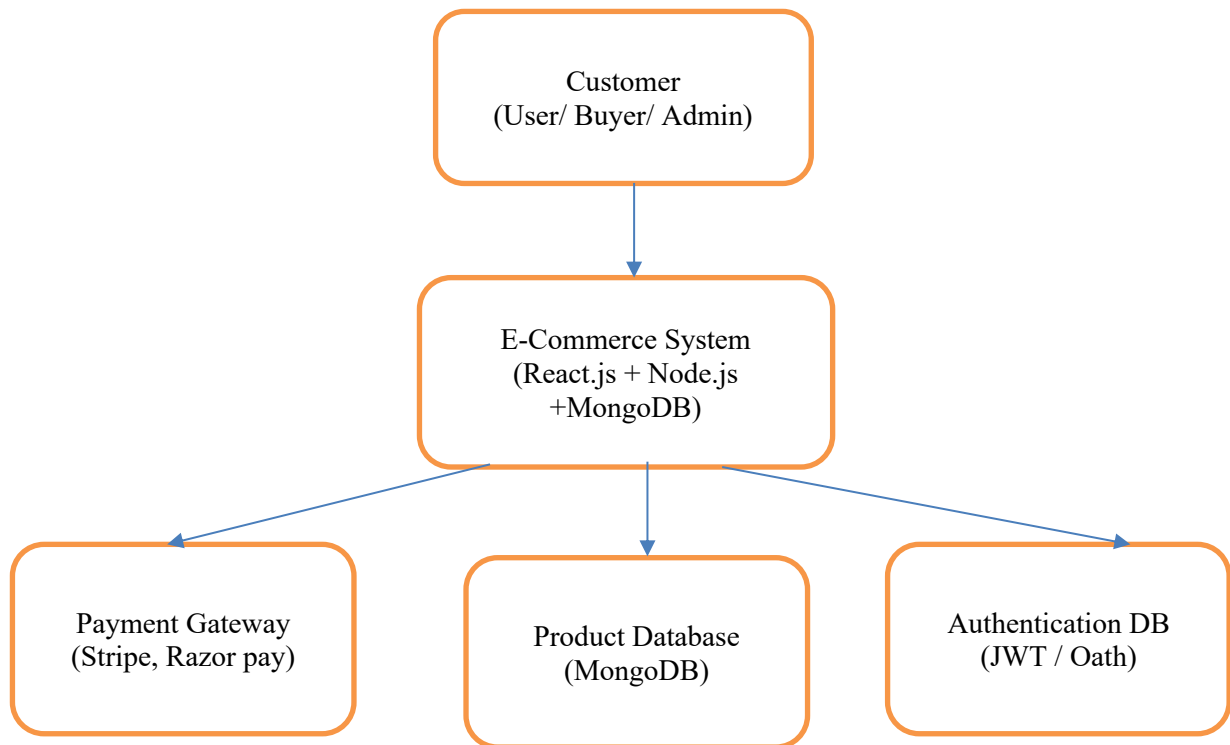 Customer
(User/ Buyer/ Admin)
E-Commerce System
(React.js + Node.js
+MongoDB)
Payment Gateway
(Stripe, Razor pay)
Product Database
(MongoDB)
Authentication DB
(JWT / Oath)